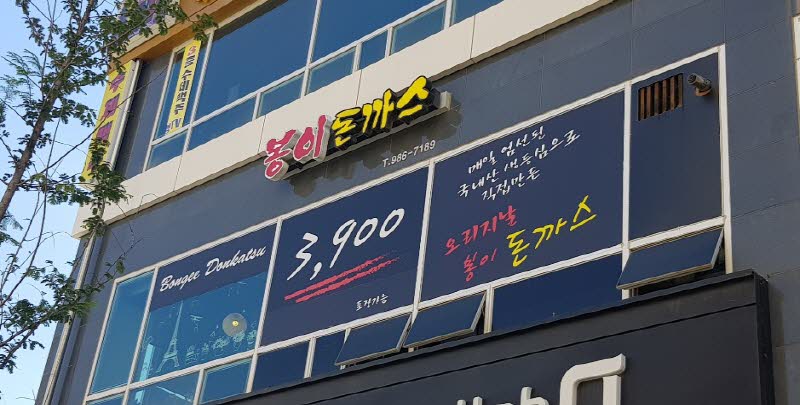 봉이 돈까스
T.986-7189
Bongee Donkatsu
3,900
포장가능
매일 엄선된
국내산 생등심으로
직접만든
오리지날
봉이 돈까스